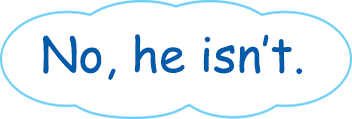 No, he isn’t.